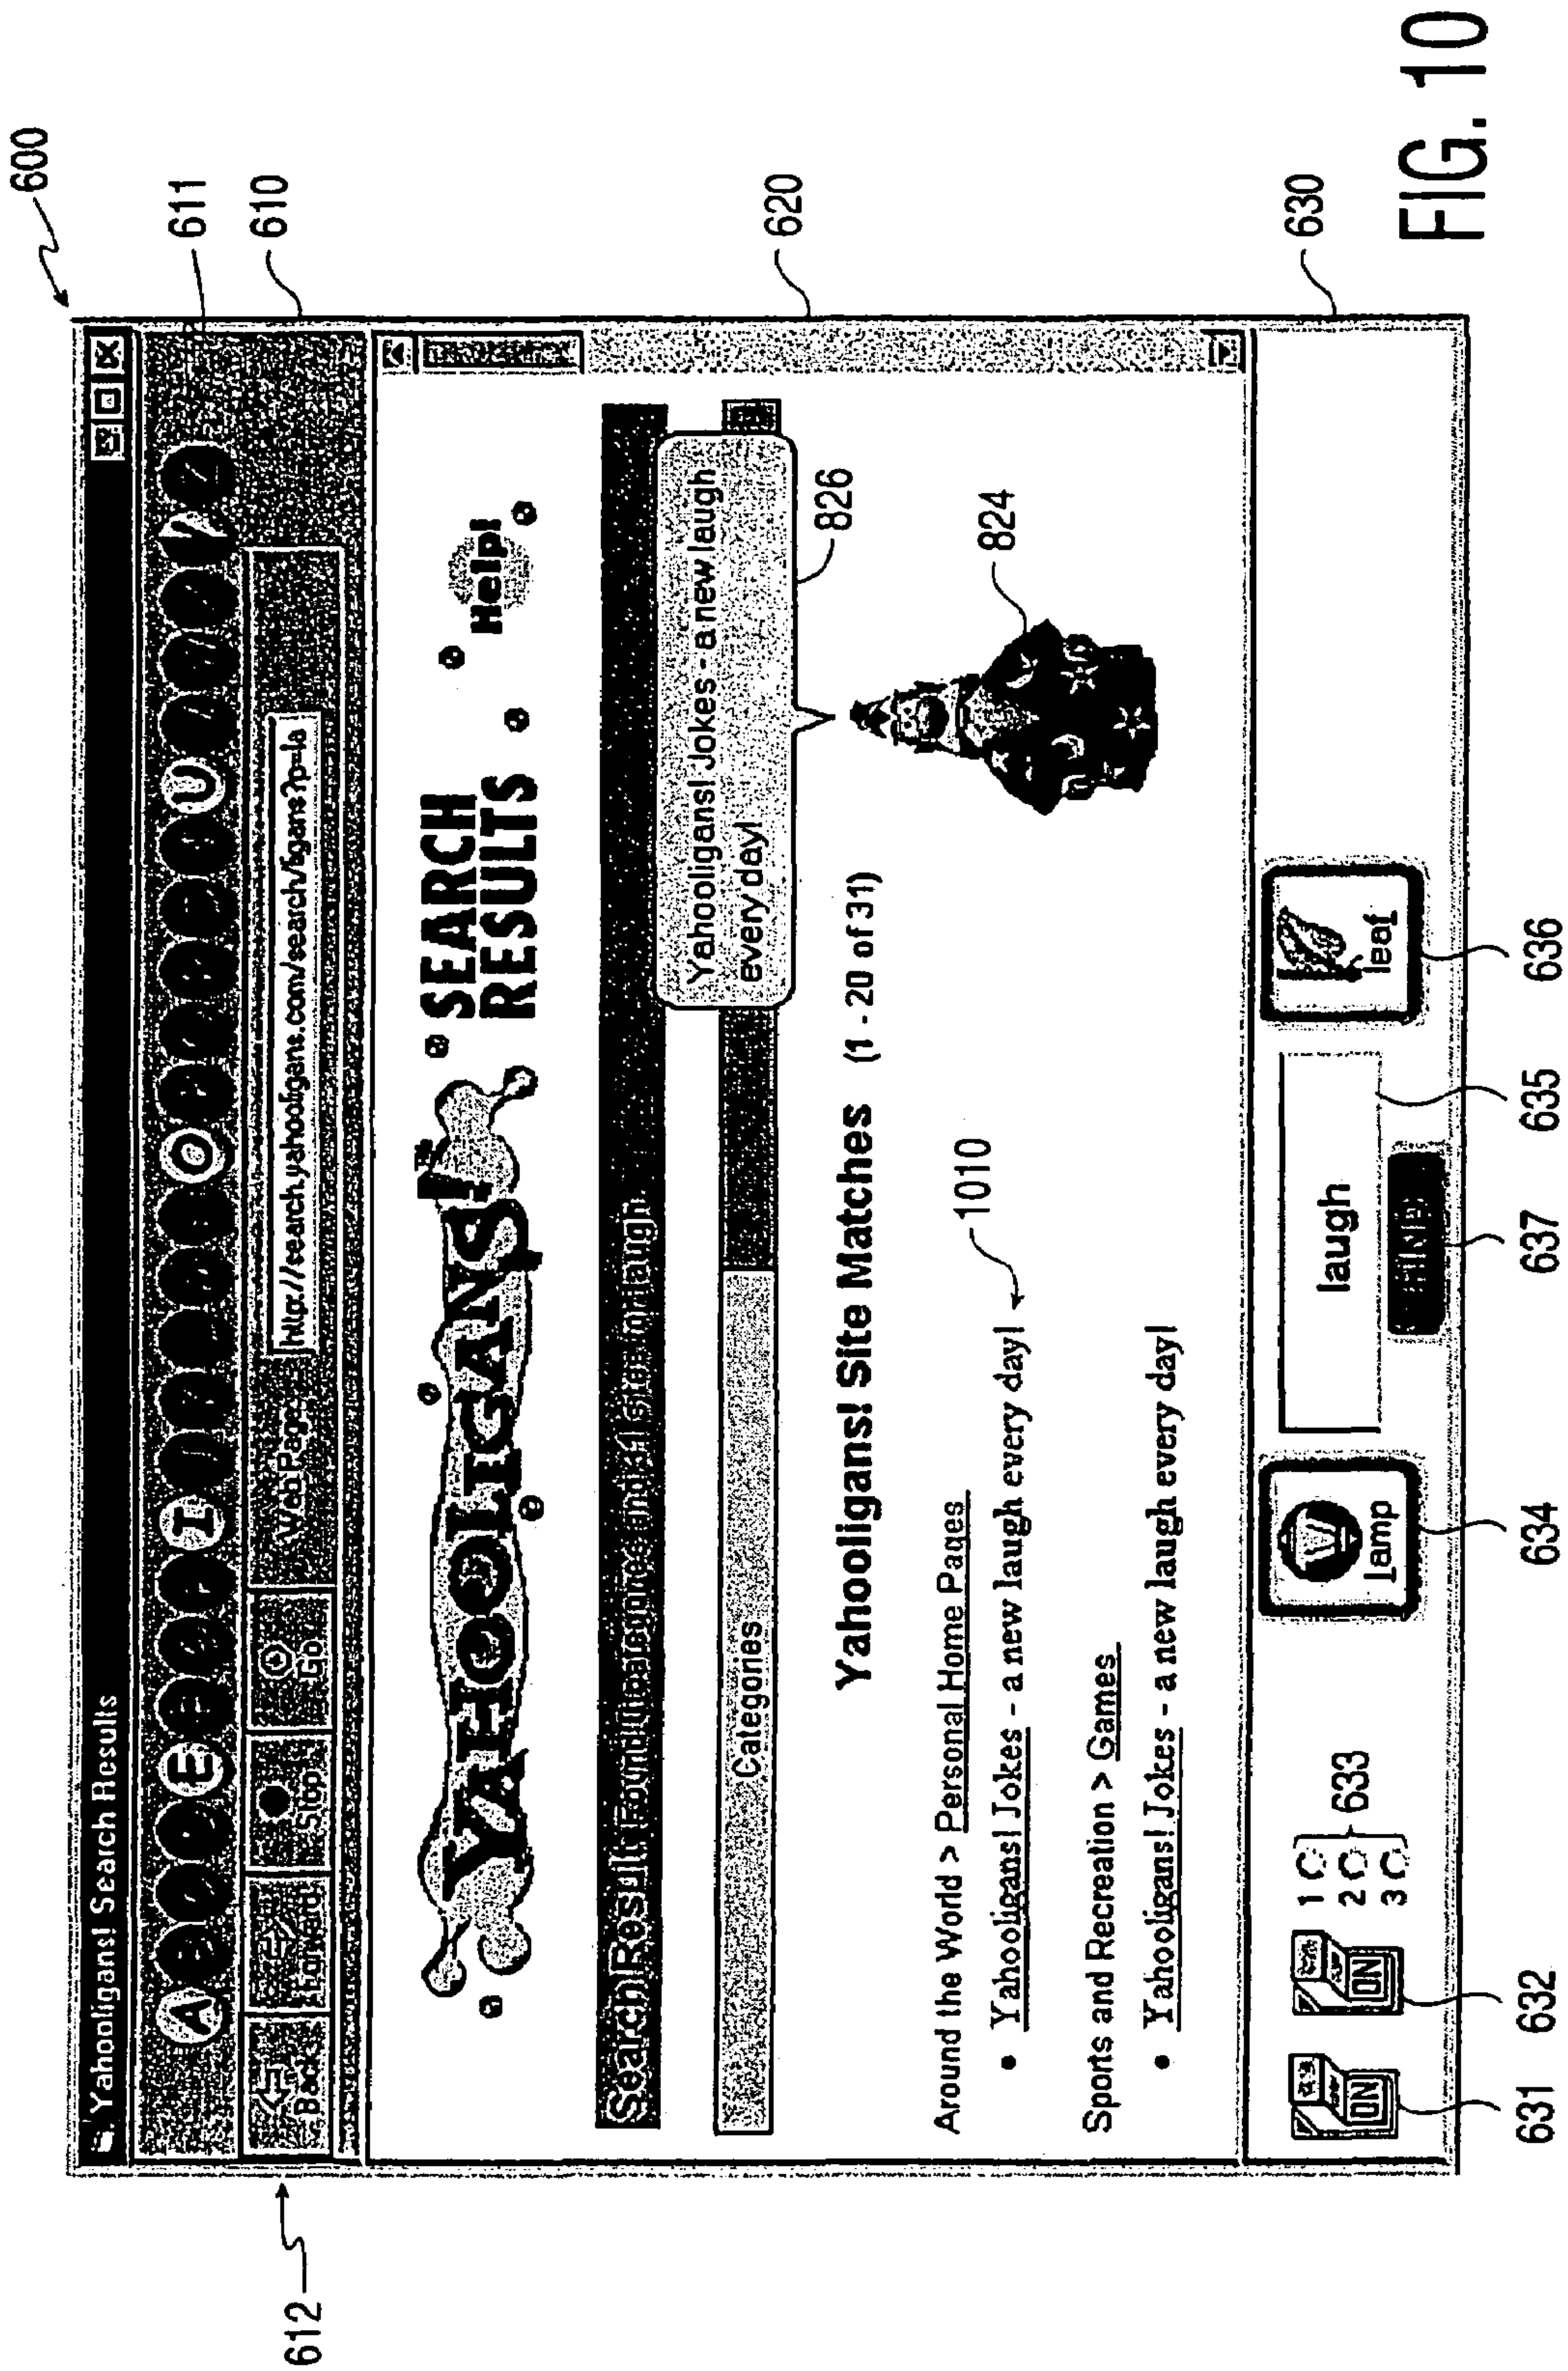 600
Yahooligans! Search Results
A E I O U Y Z
611
612
Back Forward Stop Go Web Page http://search.yahooligans.com/search/ligans?p=la
610
YAHOOLIGANS! SEARCH
RESULTS
Help!
Search Result
Yahooligans! Jokes - a new laugh
every day!
Categories
826
620
Yahooligans! Site Matches (1 - 20 of 31)
824
Around the World > Personal Home Pages
1010
• Yahooligans! Jokes - a new laugh every day!
Sports and Recreation > Games
• Yahooligans! Jokes - a new laugh every day!
630
ON
ON
1
2
3
633
lamp
laugh
leaf
FIND
631
632
634
637
635
636
FIG. 10